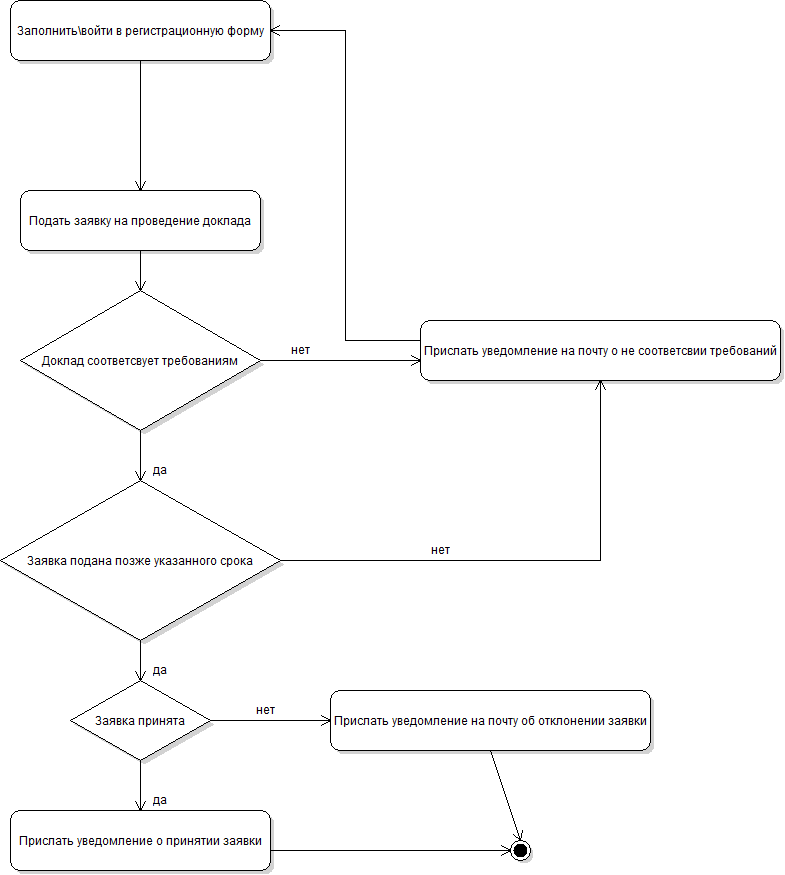 Заполнить\войти в регистрационную форму
Подать заявку на проведение доклада
Доклад соответсвует требованиям
нет
Прислать уведомление на почту о не соответсвии требований
да
Заявка подана позже указанного срока
нет
да
Заявка принята
нет
Прислать уведомление на почту об отклонении заявки
да
Прислать уведомление о принятии заявки